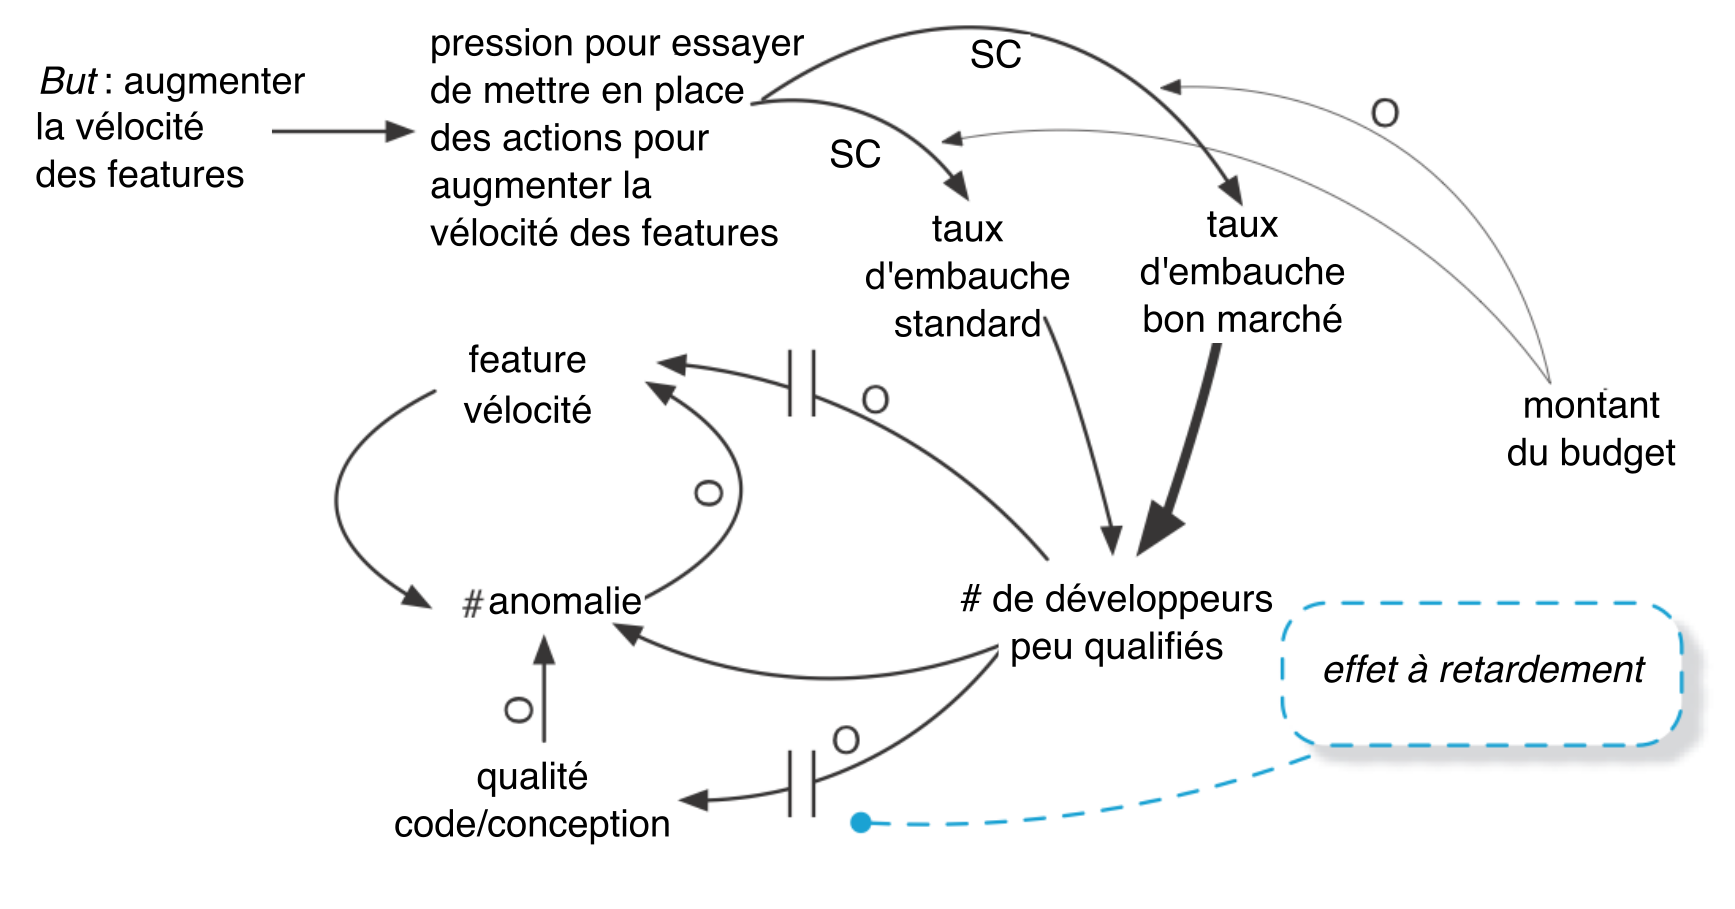 But : augmenter
la vélocité
des features
pression pour essayer
de mettre en place
des actions pour
augmenter la
vélocité des features
SC
SC
O
taux
d'embauche
standard
taux
d'embauche
bon marché
montant
du budget
feature
vélocité
O
O
#anomalie
# de développeurs
peu qualifiés
effet à retardement
O
O
qualité
code/conception